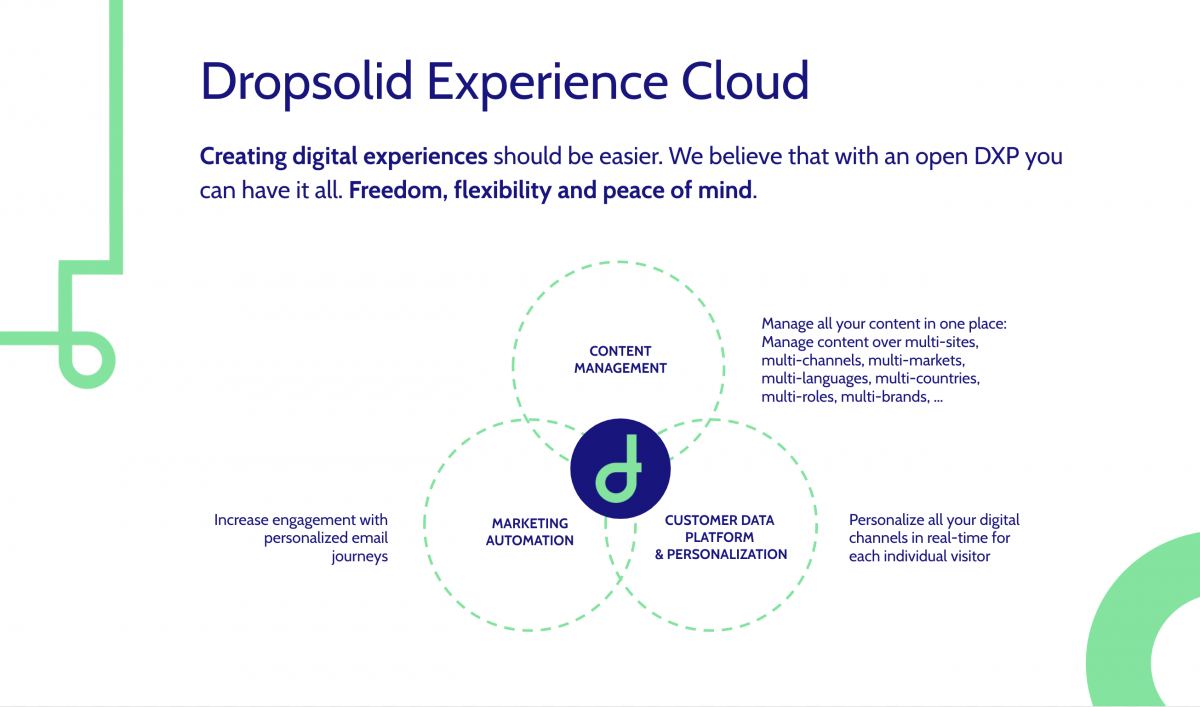 Dropsolid Experience Cloud
Creating digital experiences should be easier. We believe that with an open DXP you
can have it all. Freedom, flexibility and peace of mind.
CONTENT
MANAGEMENT
Manage all your content in one place:
Manage content over multi-sites,
multi-channels, multi-markets,
multi-languages, multi-countries,
multi-roles, multi-brands, ...
Increase engagement with
personalized email
journeys
MARKETING
AUTOMATION
CUSTOMER DATA
PLATFORM
& PERSONALIZATION
Personalize all your digital
channels in real-time for
each individual visitor